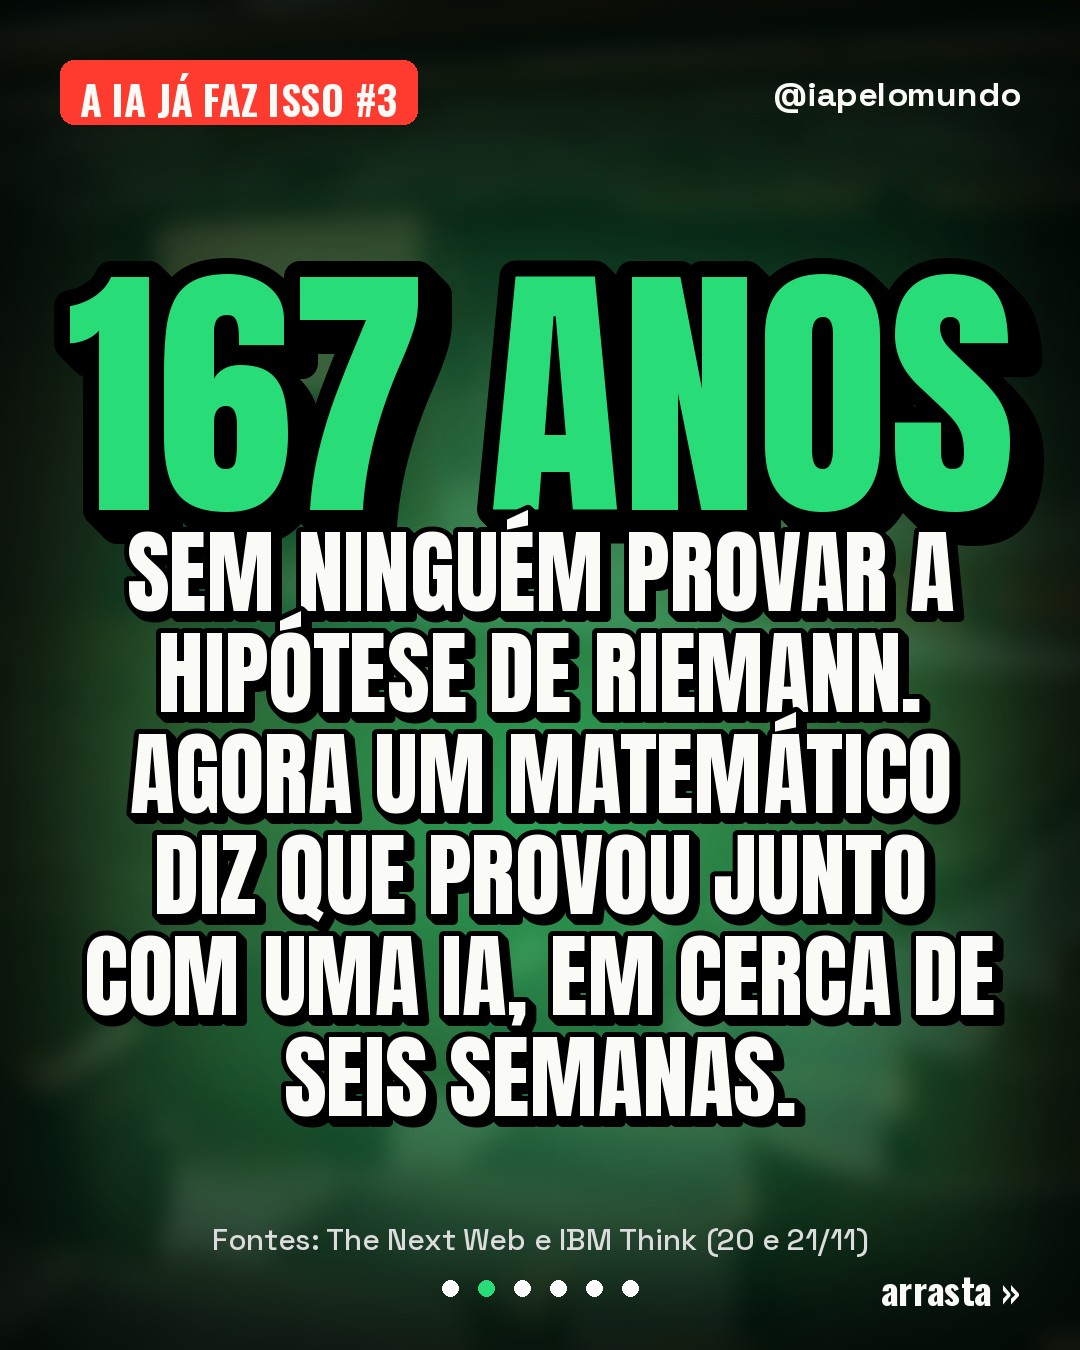 A IA JÁ FAZ ISSO #3
@iapelomundo
167 ANOS
SEM NINGUÉM PROVAR A
HIPÓTESE DE RIEMANN.
AGORA UM MATEMÁTICO
DIZ QUE PROVOU JUNTO
COM UMA IA, EM CERCA DE
SEIS SEMANAS.
Fontes: The Next Web e IBM Think (20 e 21/11)
arrasta »